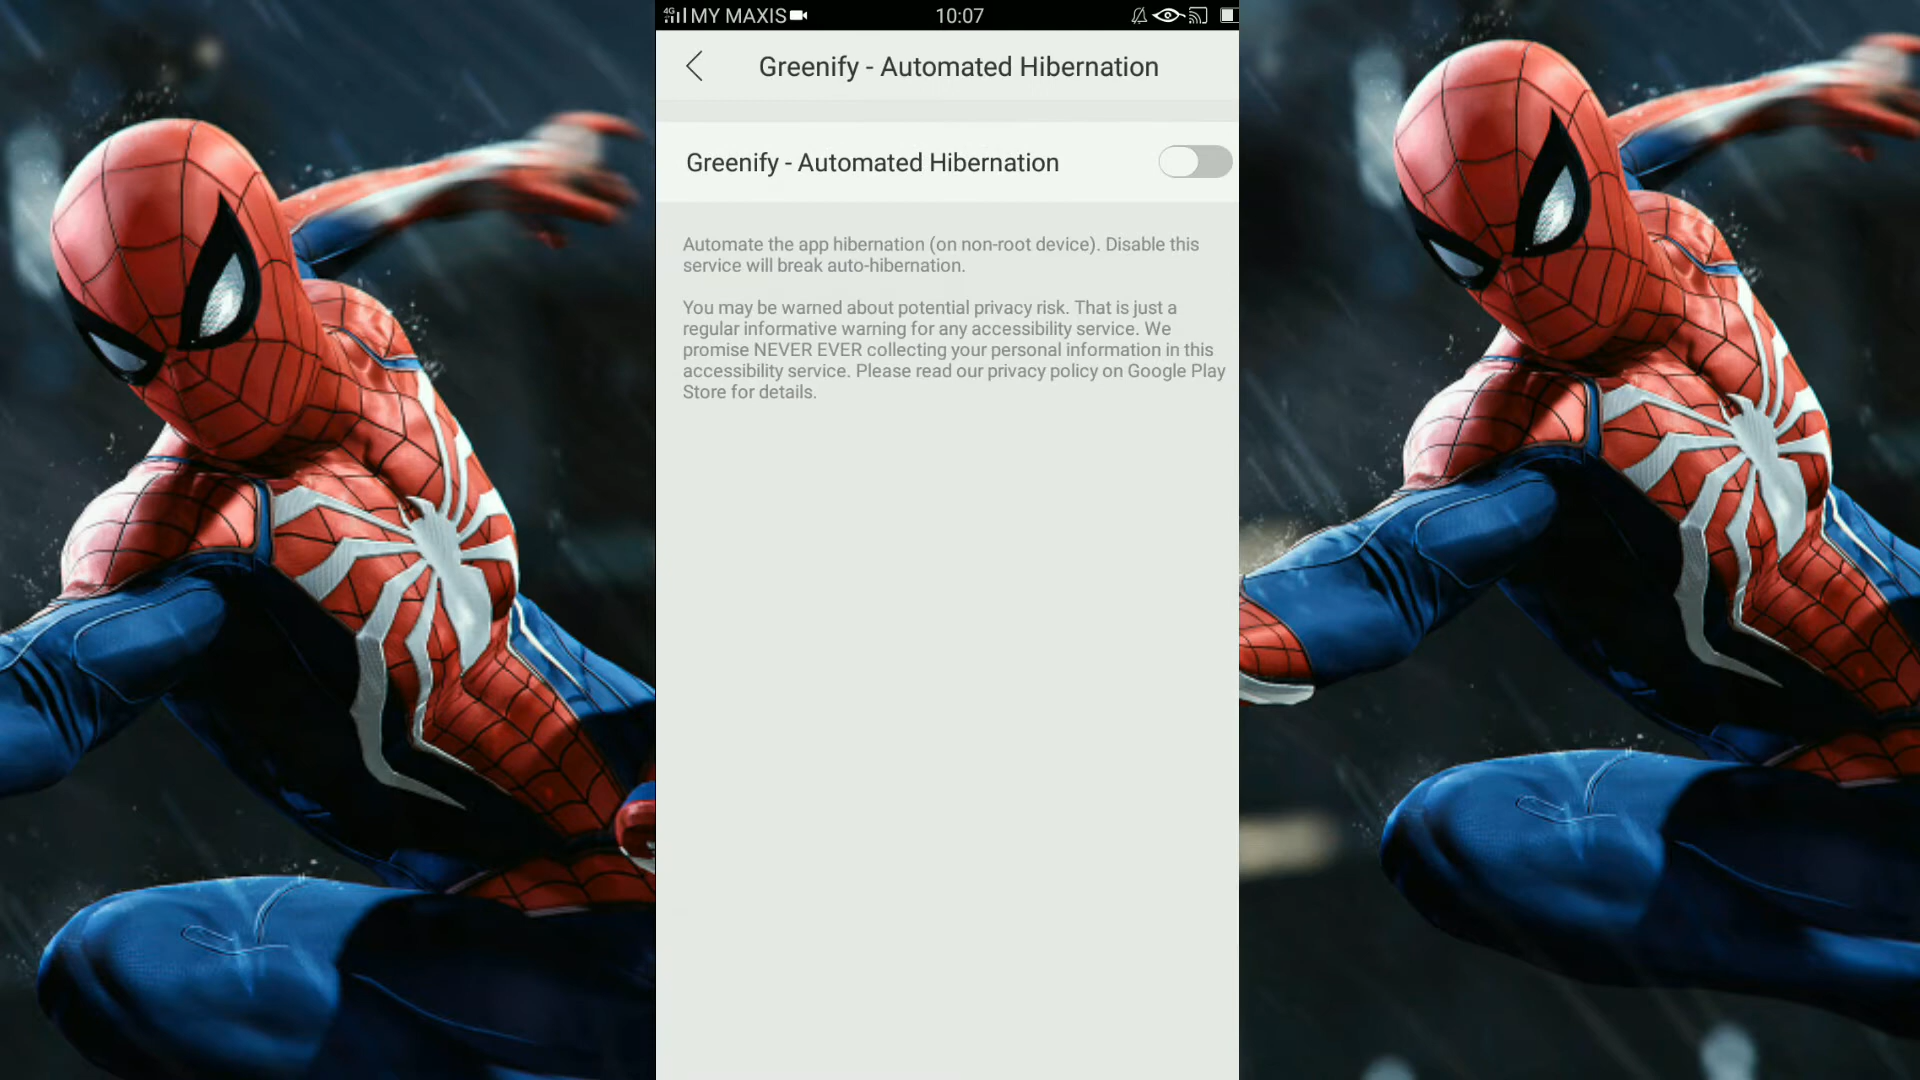 4G MY MAXIS 10:07
Greenify - Automated Hibernation
Greenify - Automated Hibernation
Automate the app hibernation (on non-root device). Disable this
service will break auto-hibernation.
You may be warned about potential privacy risk. That is just a
regular informative warning for any accessibility service. We
promise NEVER EVER collecting your personal information in this
accessibility service. Please read our privacy policy on Google Play
Store for details.